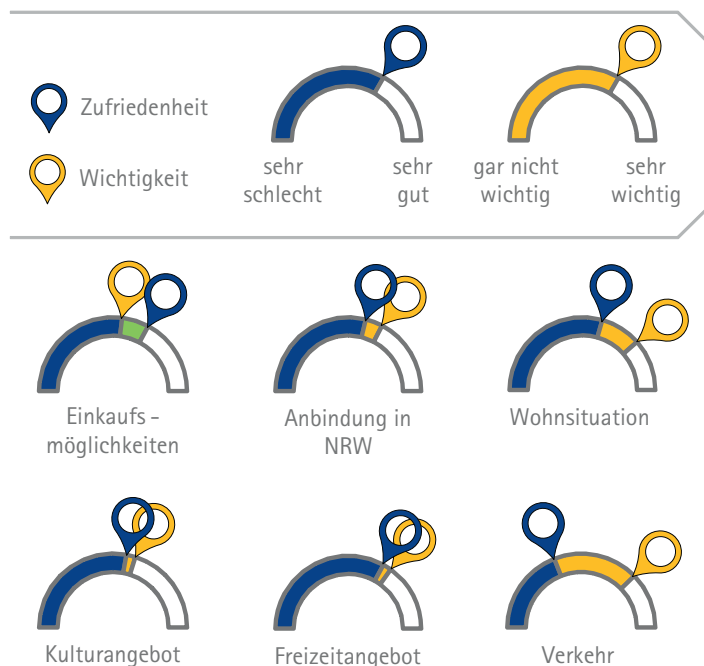 Zufriedenheit
Wichtigkeit
sehr schlecht
sehr gut
gar nicht wichtig
sehr wichtig
Einkaufs -
möglichkeiten
Anbindung in
NRW
Wohnsituation
Kulturangebot
Freizeitangebot
Verkehr